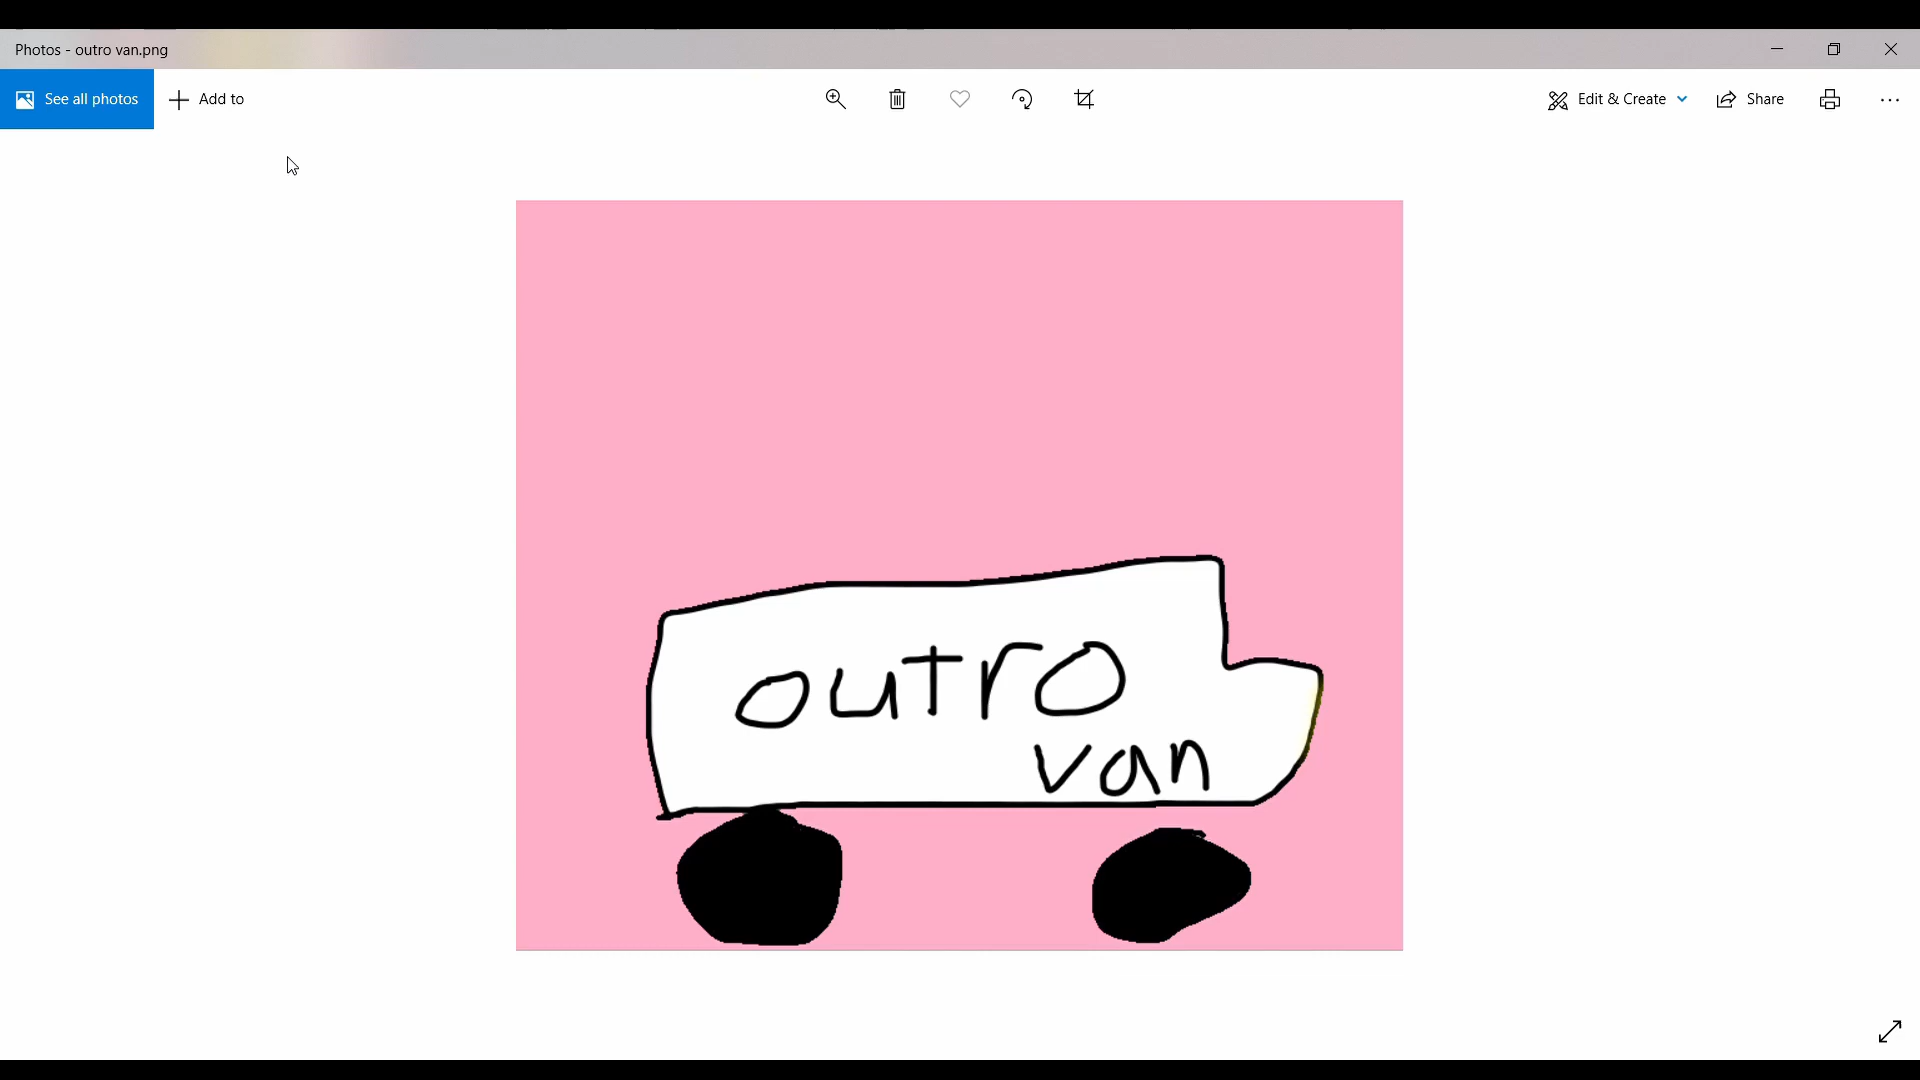 Photos - outro van.png
See all photos
Add to
Edit & Create
Share
outro
van